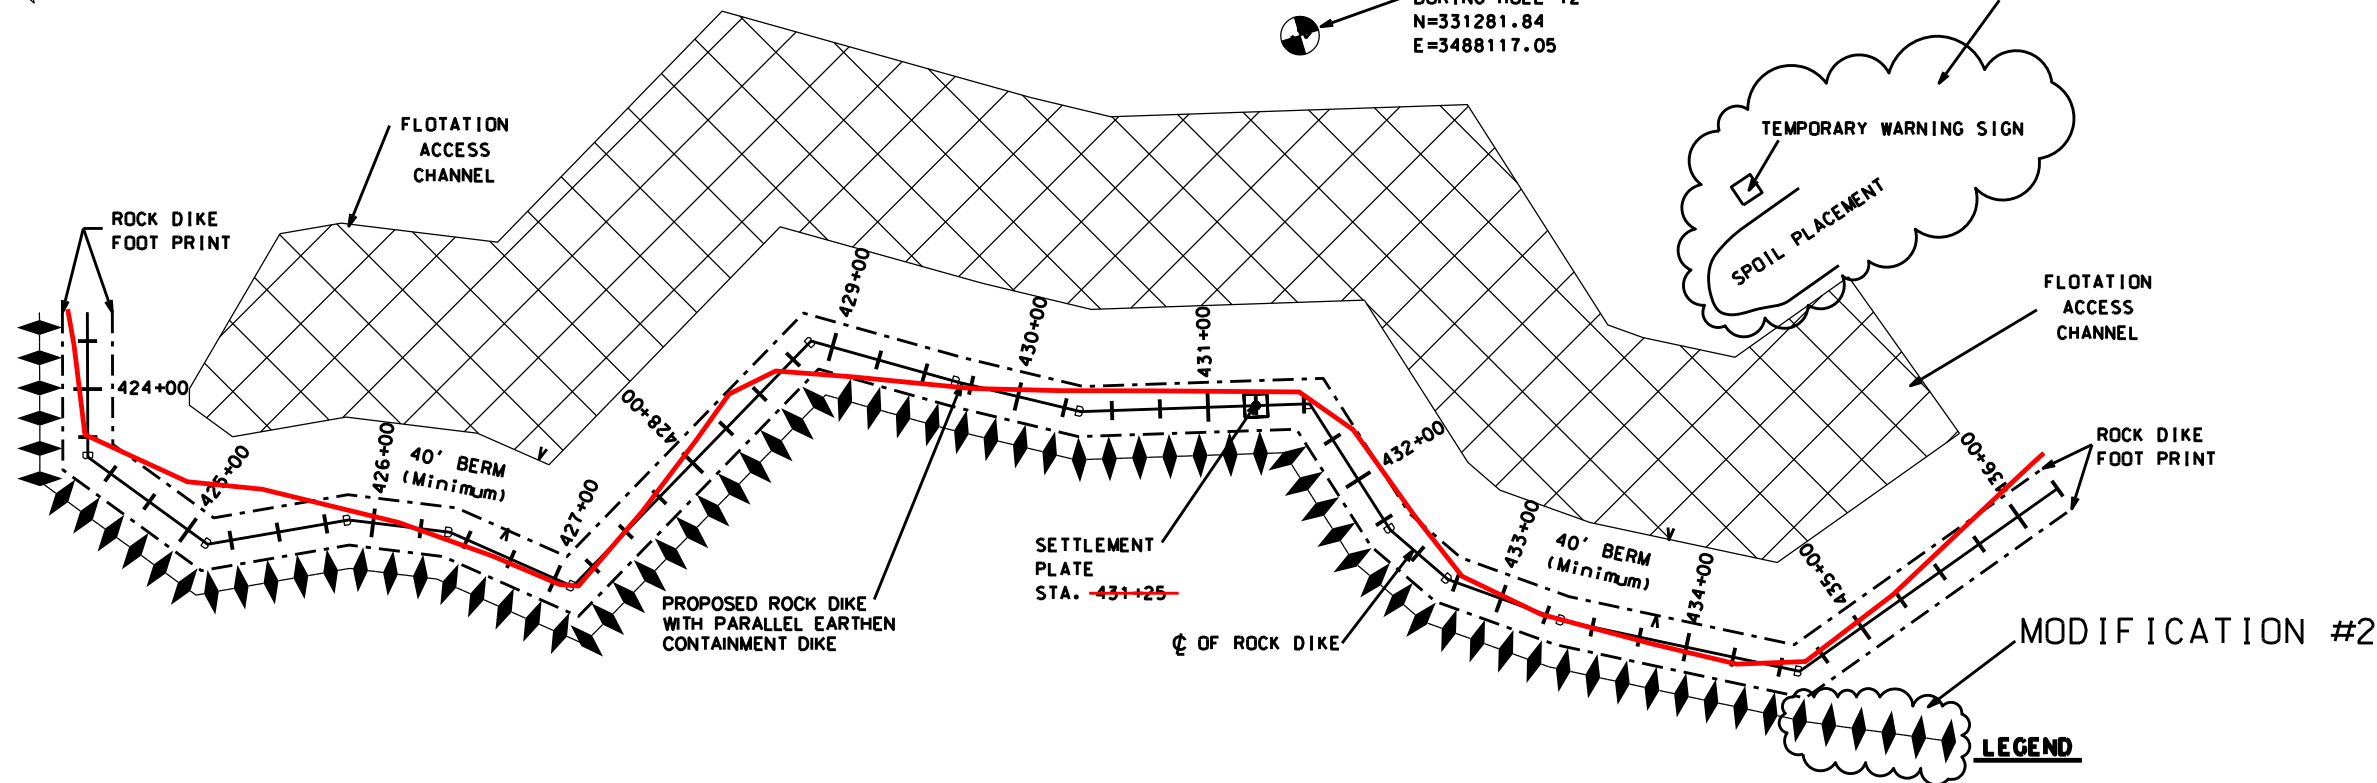 N=331281.84
E=3488117.05
FLOTATION
ACCESS
CHANNEL
TEMPORARY WARNING SIGN
SPOIL PLACEMENT
ROCK DIKE
FOOT PRINT
FLOTATION
ACCESS
CHANNEL
424+00
425+00
426+00
427+00
428+00
429+00
430+00
431+00
432+00
433+00
434+00
435+00
436+00
40' BERM
(Minimum)
40' BERM
(Minimum)
ROCK DIKE
FOOT PRINT
SETTLEMENT
PLATE
STA. 431+25
PROPOSED ROCK DIKE
WITH PARALLEL EARTHEN
CONTAINMENT DIKE
℄ OF ROCK DIKE
MODIFICATION #2
LEGEND